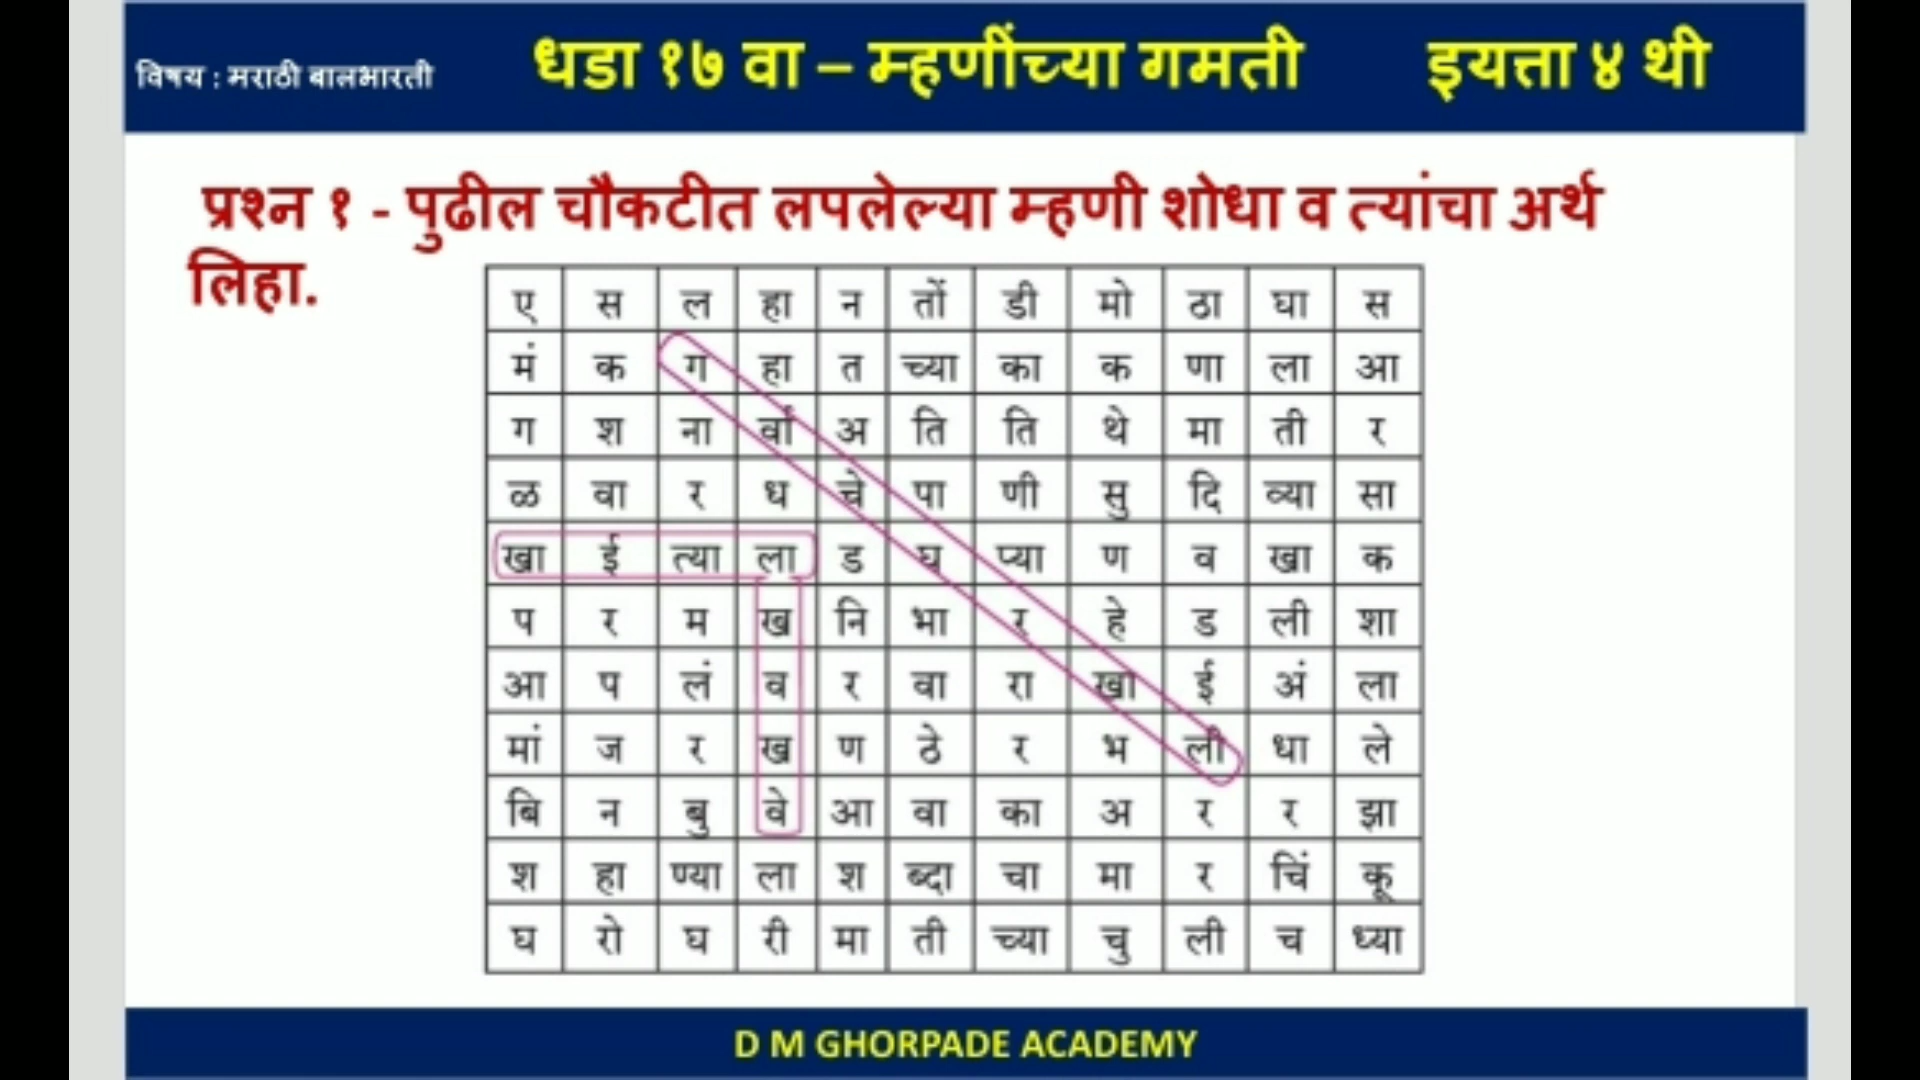 विषय : मराठी बालभारती धडा १७ वा – म्हणींच्या गमती इयत्ता ४ थी
प्रश्न १ - पुढील चौकटीत लपलेल्या म्हणी शोधा व त्यांचा अर्थ
लिहा.
ए स ल हा न तों डी मो ठा घा स
मं क ग हा त च्या का क णा ला आ
ग श ना र्वा अ ति ति थे मा ती र
ळ वा र ध चे पा णी सु दि व्या सा
खा ई त्या ला ड घ प्या ण व खा क
प र म ख नि भा र हे ड ली शा
आ प लं व र वा रा खा ई अं ला
मां ज र ख ण ठे र भ ली धा ले
बि न बु वे आ वा का अ र र झा
श हा ण्या ला श ब्दा चा मा र चिं कू
घ रो घ री मा ती च्या चु ली च ध्या
D M GHORPADE ACADEMY